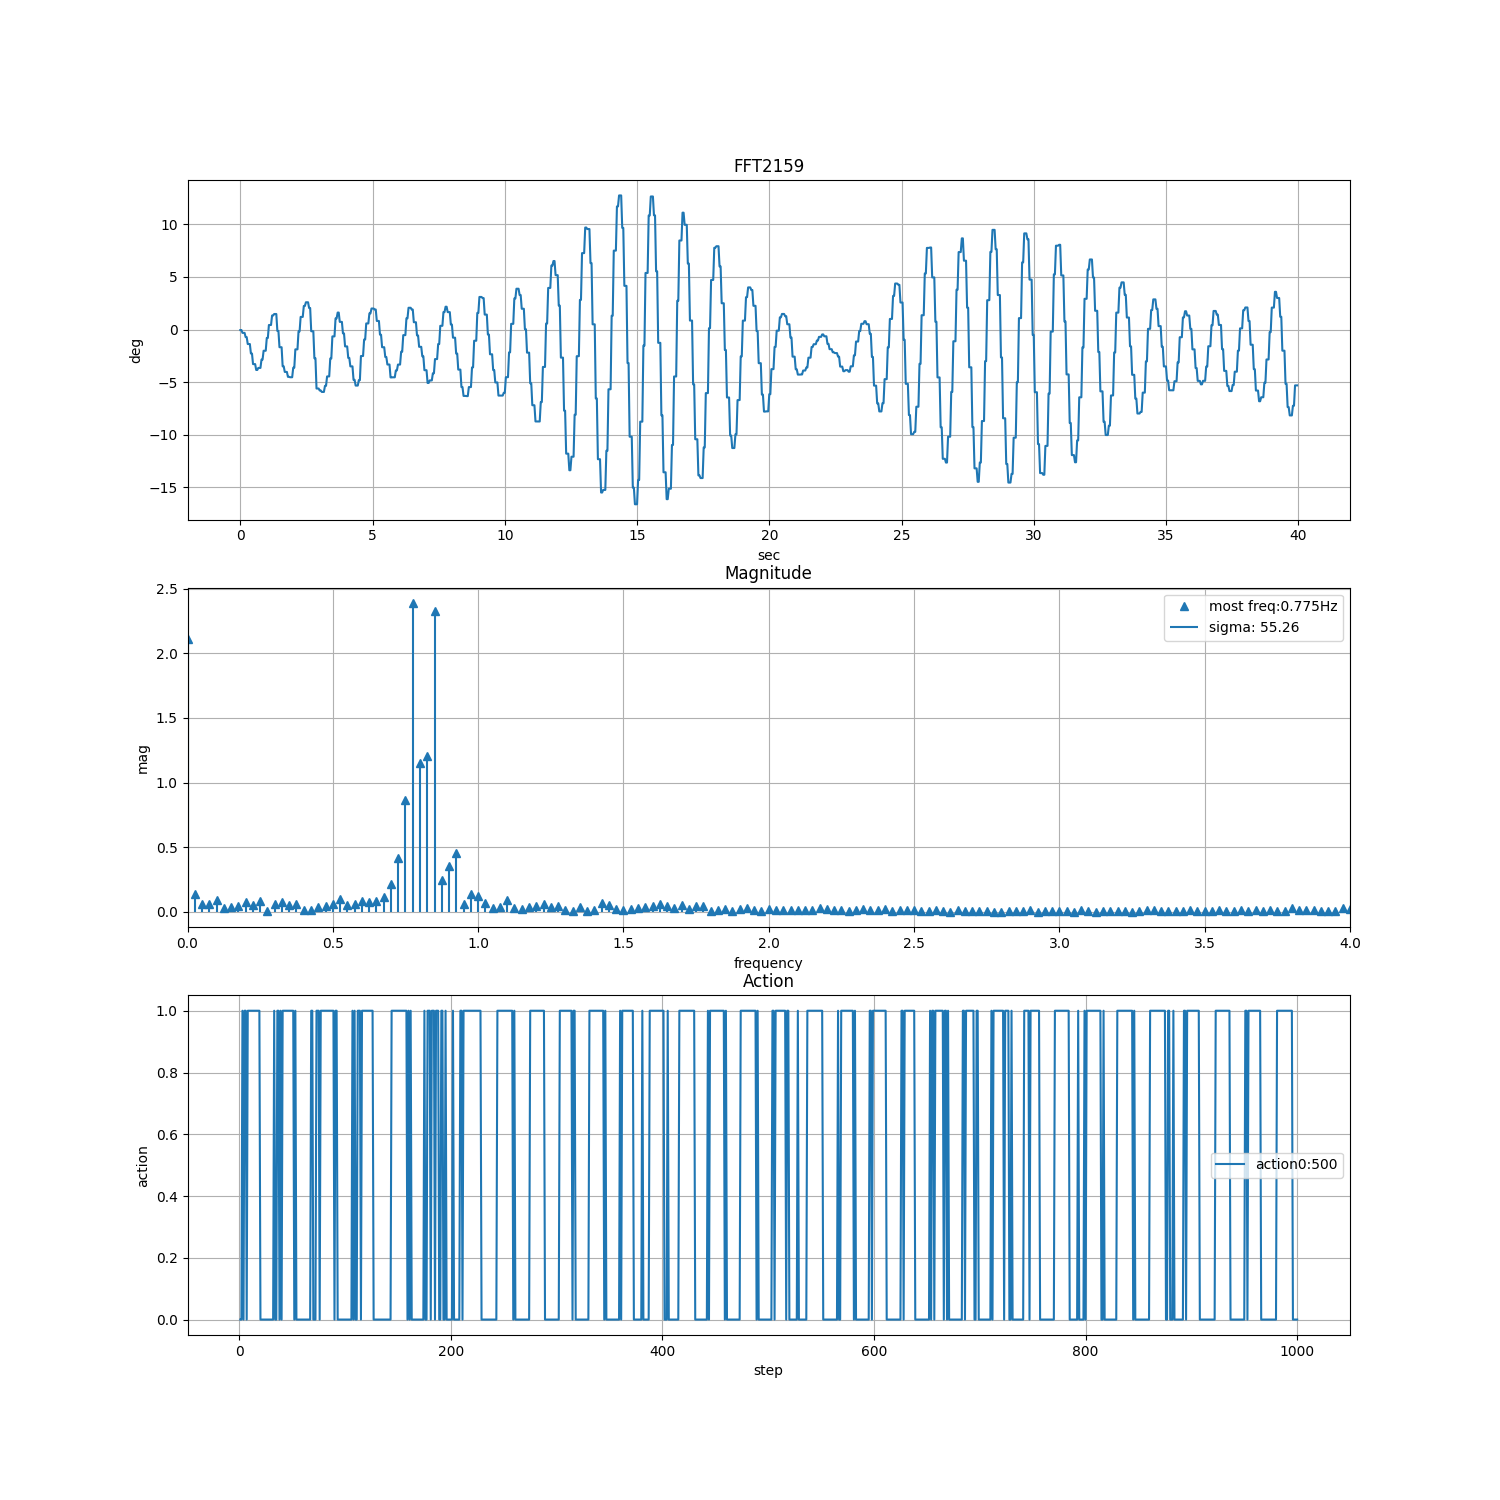 FFT2159
10
5
0
−5
−10
−15
deg
0 5 10 15 20 25 30 35 40
sec
Magnitude
2.5
2.0
1.5
1.0
0.5
0.0
mag
most freq:0.775Hz
sigma: 55.26
0.0 0.5 1.0 1.5 2.0 2.5 3.0 3.5 4.0
frequency
Action
1.0
0.8
0.6
0.4
0.2
0.0
action
action0:500
0 200 400 600 800 1000
step